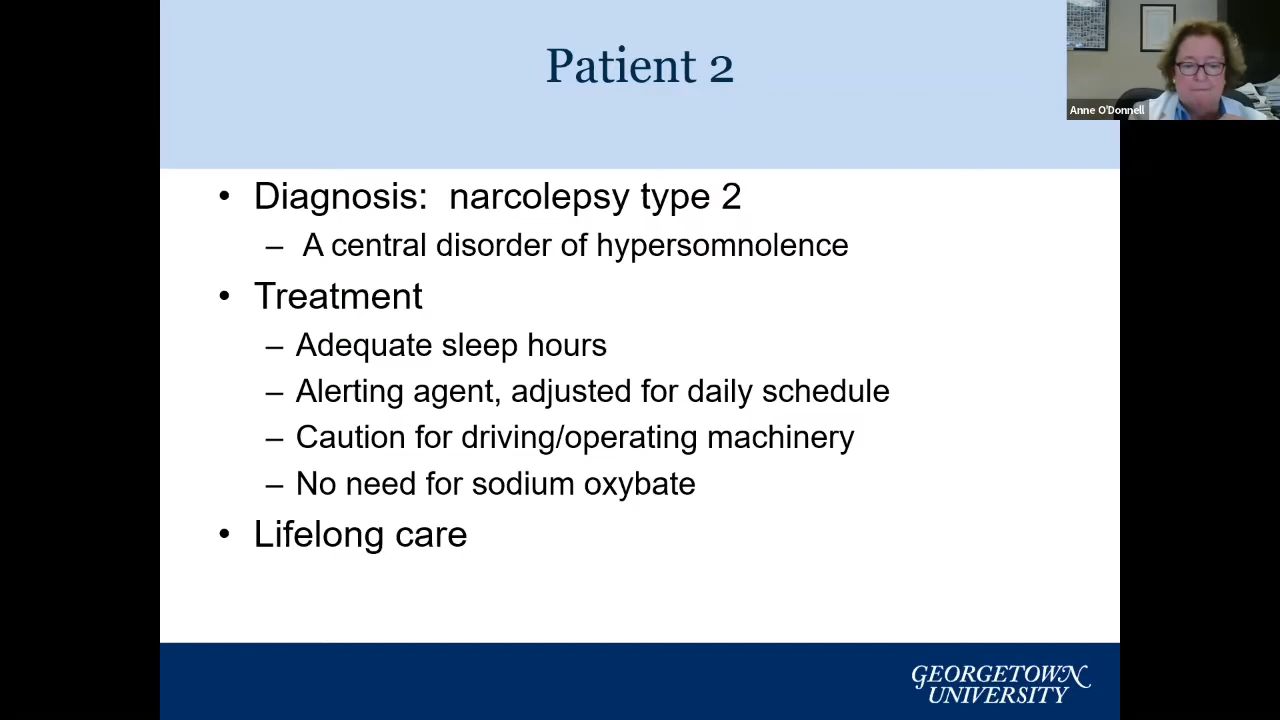 Patient 2
Anne O'Donnell
• Diagnosis: narcolepsy type 2
– A central disorder of hypersomnolence
• Treatment
– Adequate sleep hours
– Alerting agent, adjusted for daily schedule
– Caution for driving/operating machinery
– No need for sodium oxybate
• Lifelong care
GEORGETOWN
UNIVERSITY